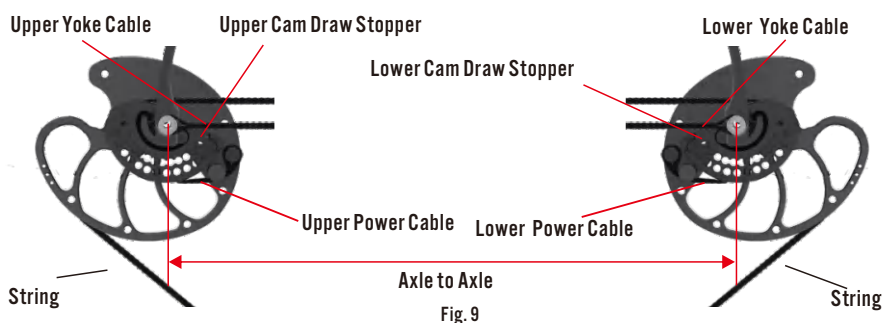 Upper Yoke Cable
Upper Cam Draw Stopper
Lower Yoke Cable
Lower Cam Draw Stopper
Upper Power Cable
Lower Power Cable
Axle to Axle
String
String
Fig. 9